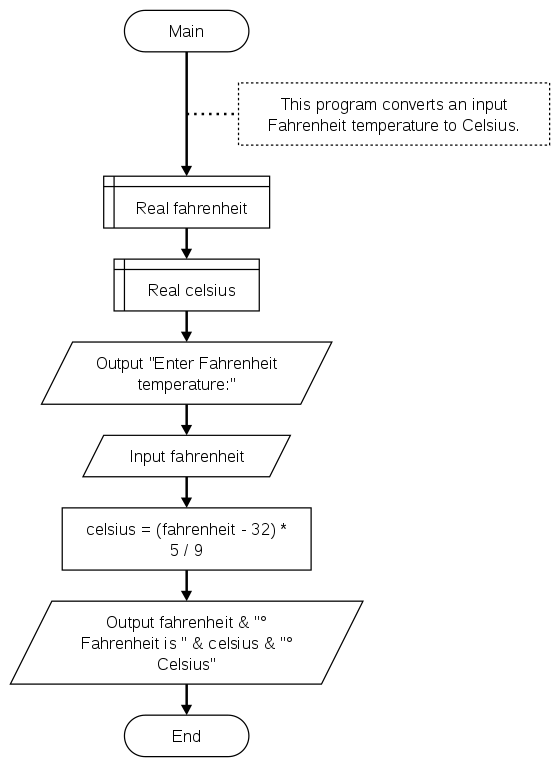 Main
This program converts an input
Fahrenheit temperature to Celsius.
Real fahrenheit
Real celsius
Output "Enter Fahrenheit
temperature:"
Input fahrenheit
celsius = (fahrenheit - 32) *
5 / 9
Output fahrenheit & "°
Fahrenheit is " & celsius & "°
Celsius"
End